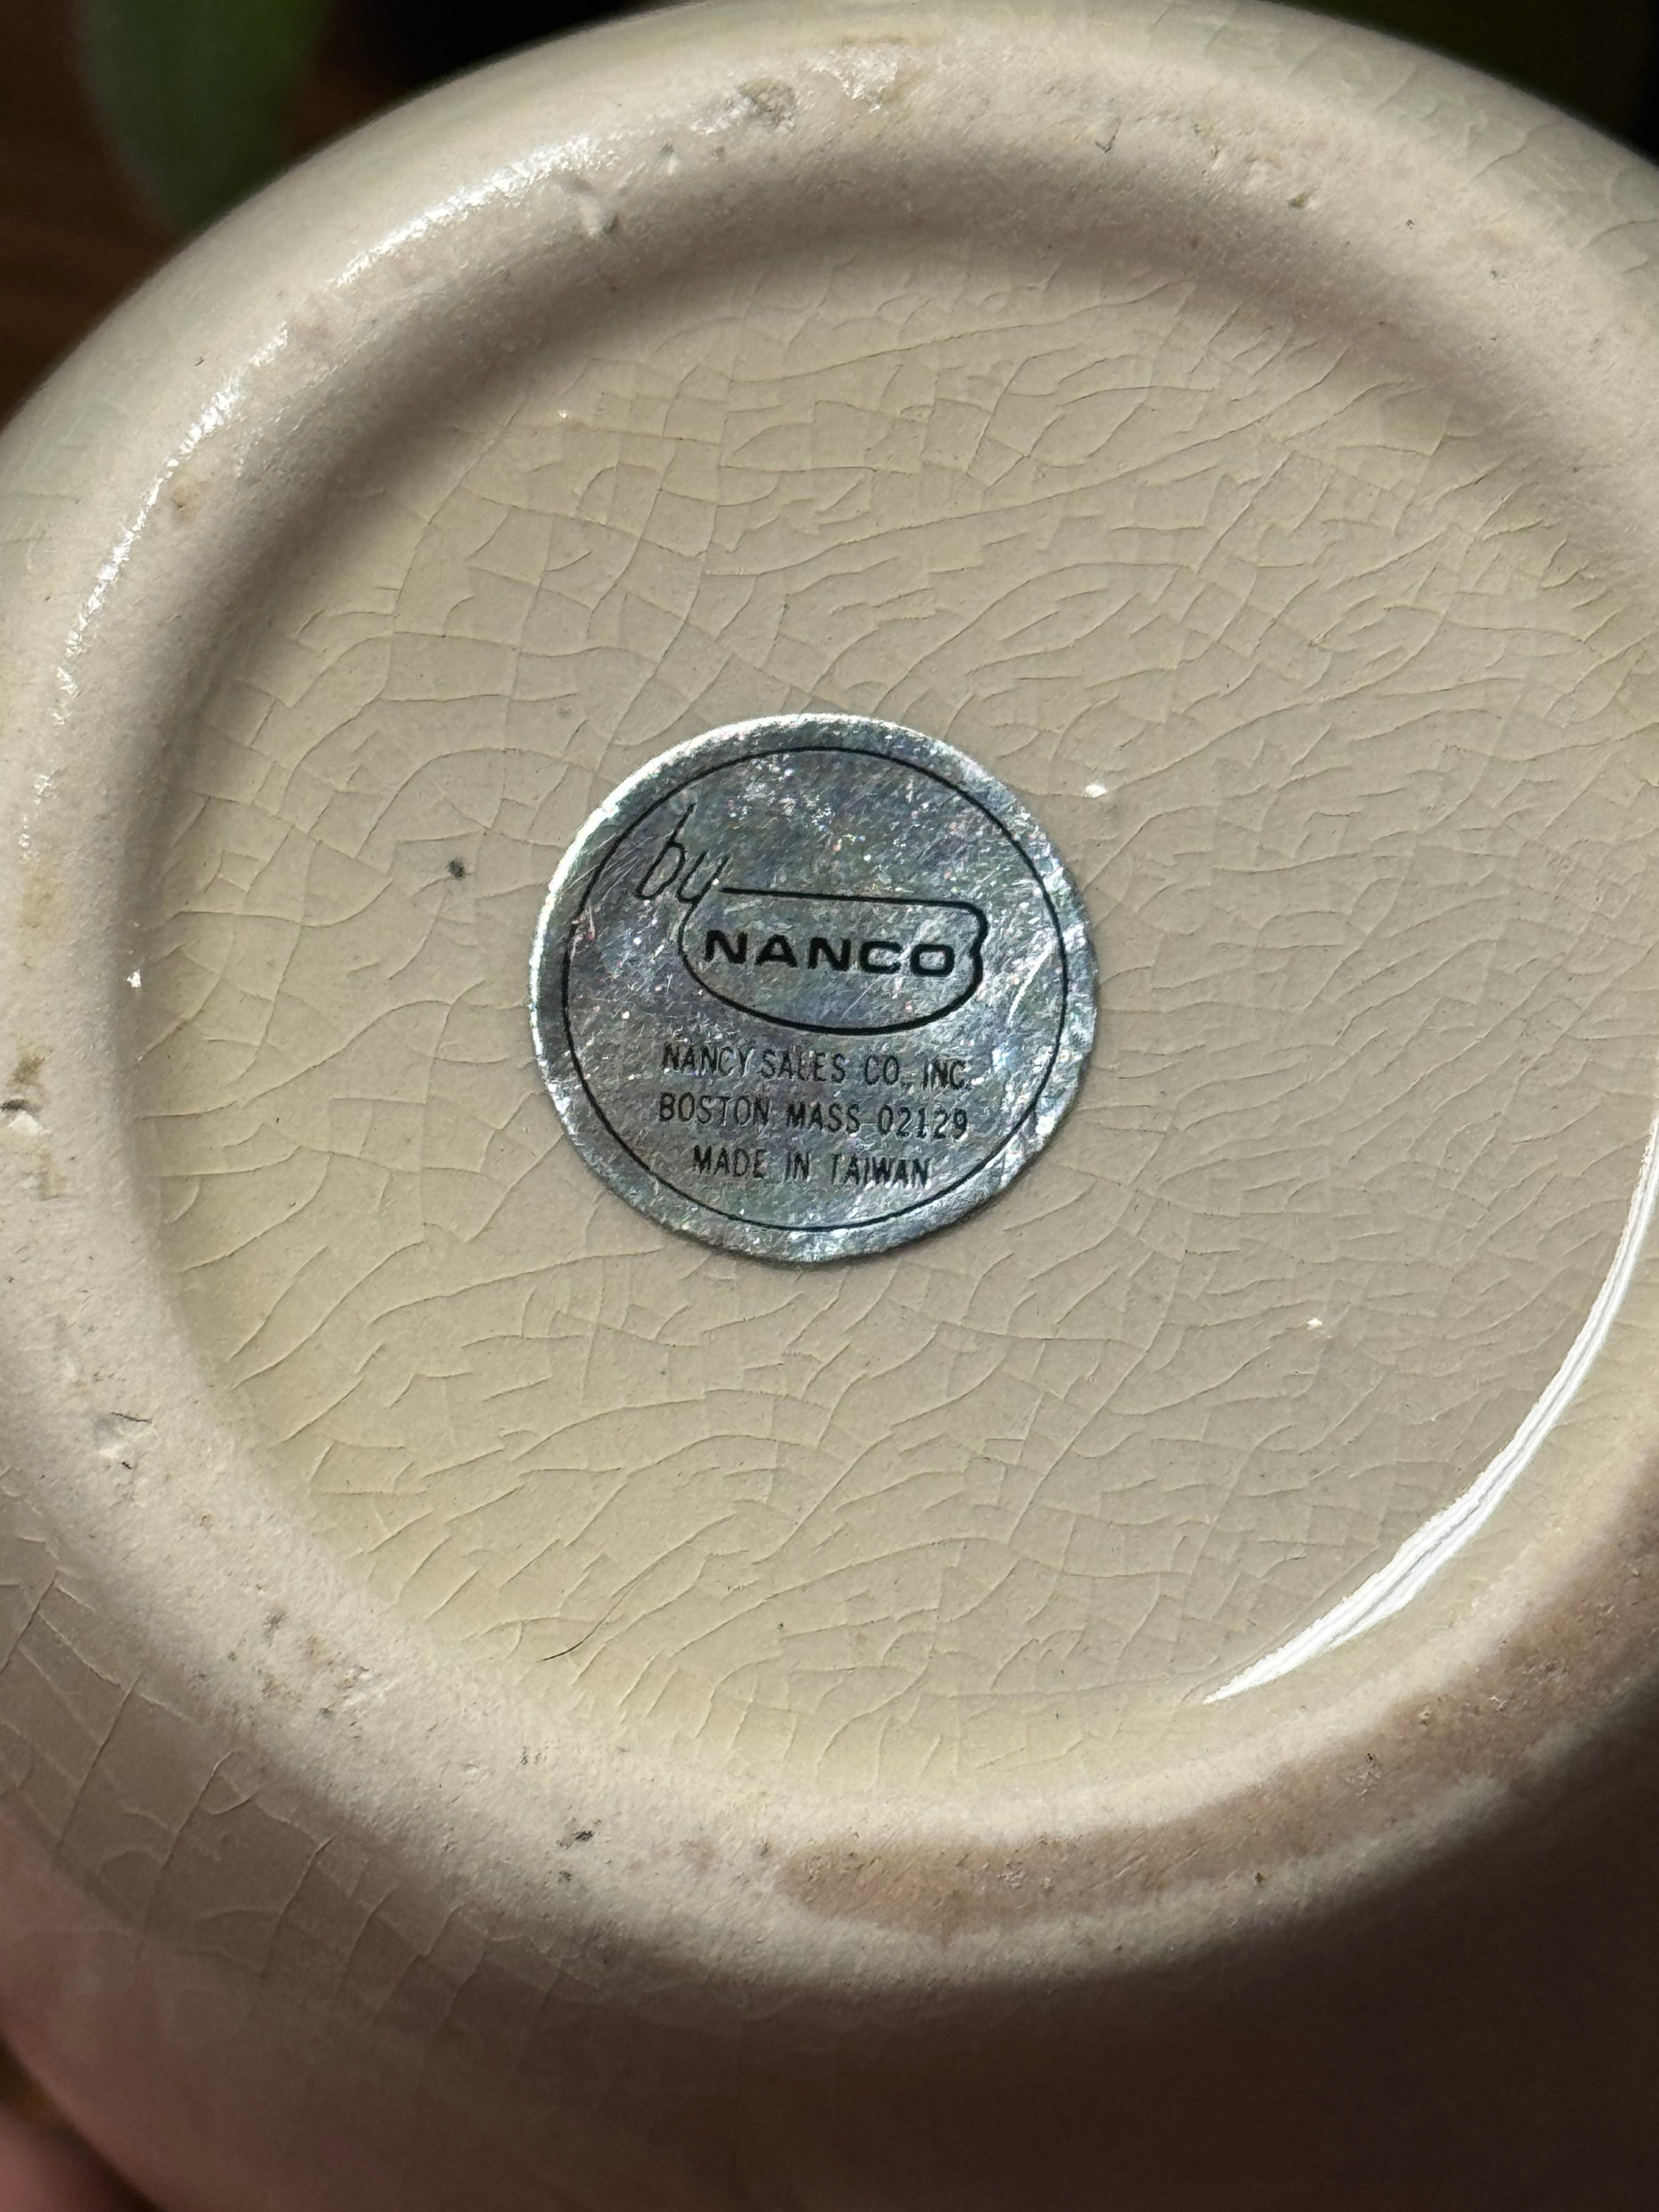 by
NANCO
NANCY SALES CO., INC.
BOSTON MASS 02129
MADE IN TAIWAN